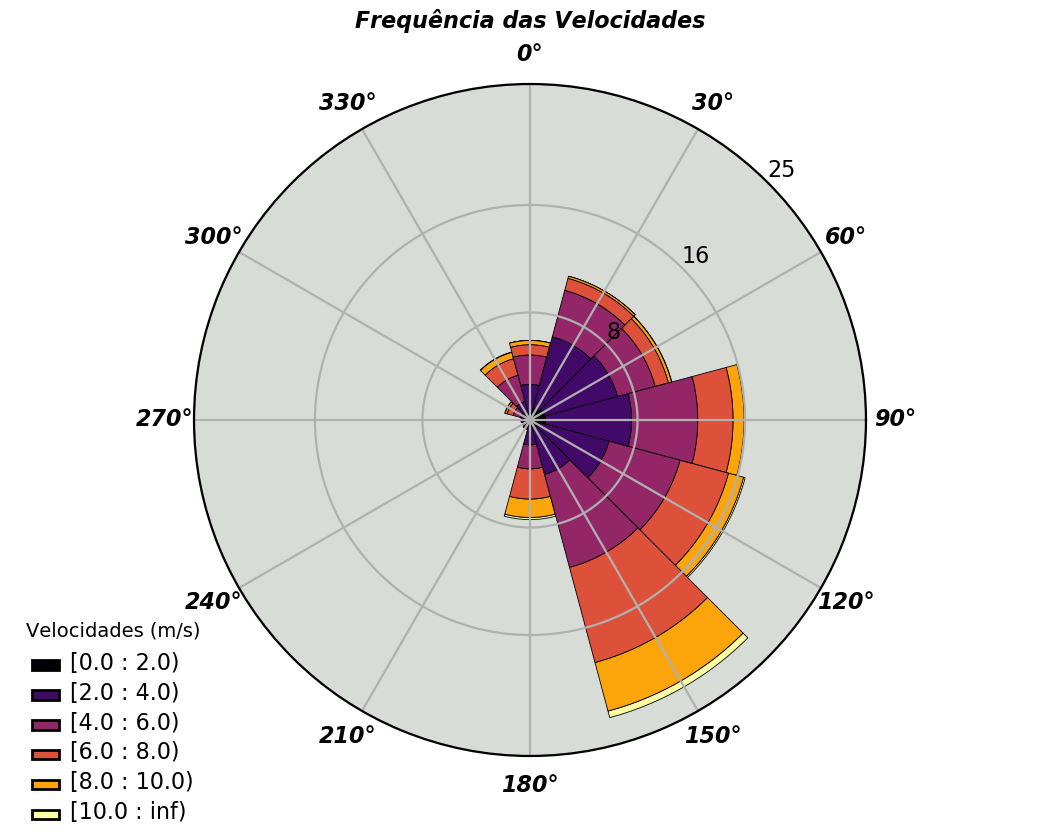 Frequência das Velocidades
0°
330°
30°
25
300°
60°
16
8
270°
90°
240°
120°
210°
150°
180°
Velocidades (m/s)
[0.0 : 2.0)
[2.0 : 4.0)
[4.0 : 6.0)
[6.0 : 8.0)
[8.0 : 10.0)
[10.0 : inf)